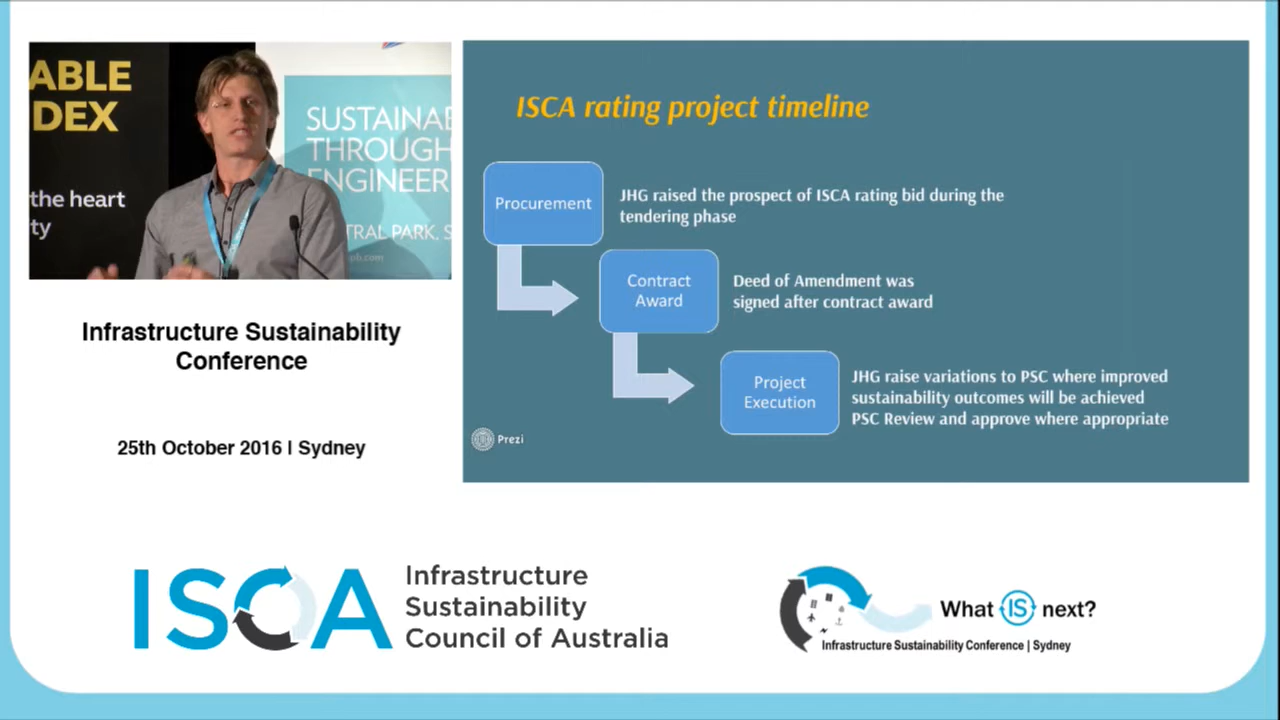 ABLE
DEX
the heart
ty
SUSTAINAB
THROUGH
ENGINEER
TRAL PARK, S
pb.com
Infrastructure Sustainability
Conference
25th October 2016 | Sydney
ISCA rating project timeline
Procurement
JHG raised the prospect of ISCA rating bid during the
tendering phase
Contract
Award
Deed of Amendment was
signed after contract award
Project
Execution
JHG raise variations to PSC where improved
sustainability outcomes will be achieved
PSC Review and approve where appropriate
Prezi
ISCA
Infrastructure
Sustainability
Council of Australia
What IS next?
Infrastructure Sustainability Conference | Sydney